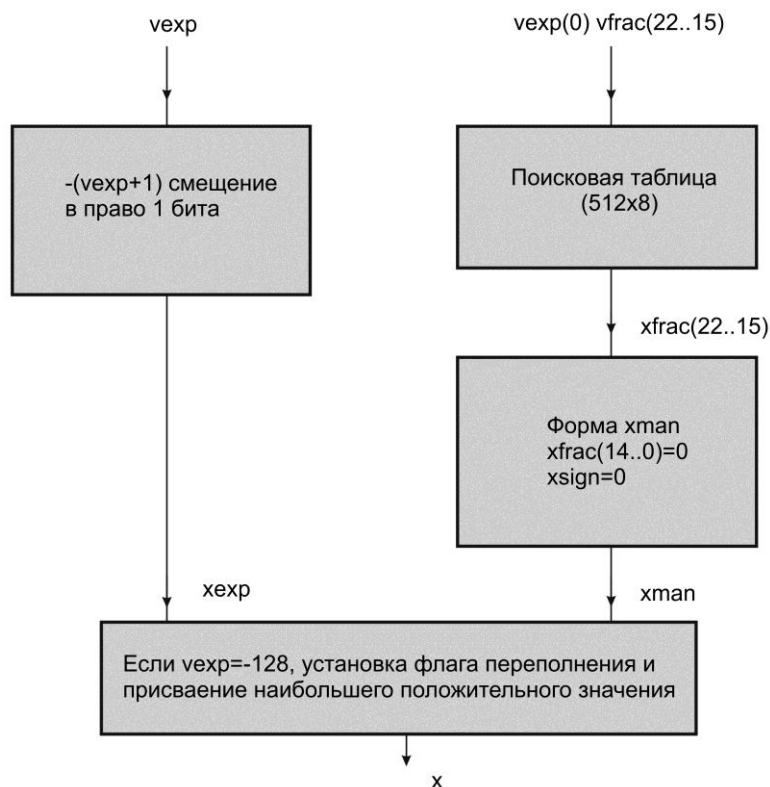 vexp
vexp(0) vfrac(22..15)
-(vexp+1) смещение
в право 1 бита
Поисковая таблица
(512x8)
xfrac(22..15)
Форма xman
xfrac(14..0)=0
xsign=0
xexp
xman
Если vexp=-128, установка флага переполнения и
присваение наибольшего положительного значения
x